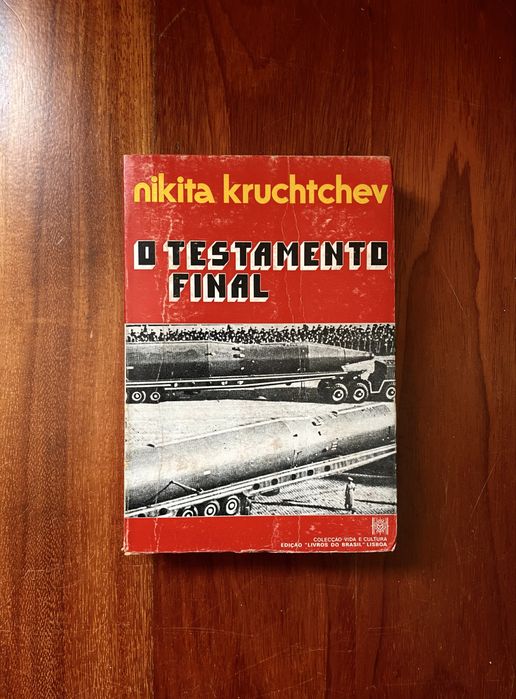 nikita kruchtchev
O TESTAMENTO
FINAL
COLECÇÃO VIDA E CULTURA
EDIÇÃO "LIVROS DO BRASIL" LISBOA